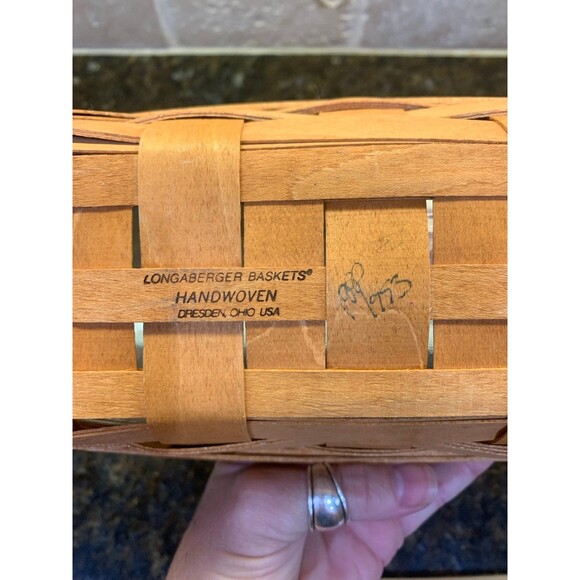 LONGABERGER BASKETS®
HANDWOVEN
DRESDEN, OHIO USA